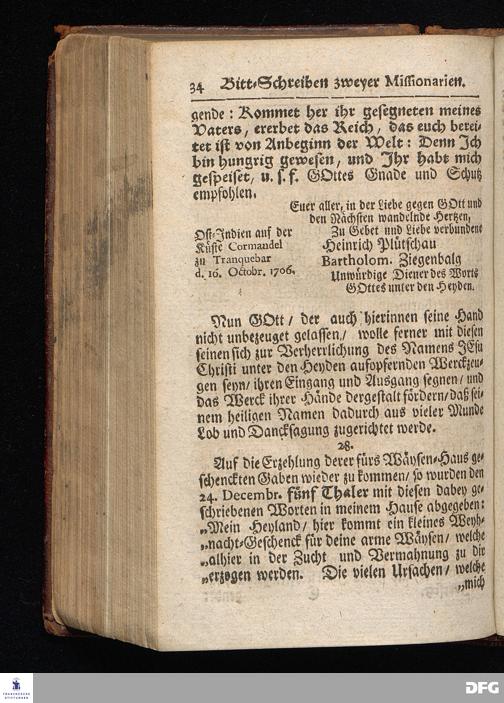 34 Bitt-Schreiben zweyer Missionarien.
gende: Kommet her ihr gesegneten meines
Vaters, ererbet das Reich, das euch berei-
tet ist von Anbeginn der Welt: Denn Ich
bin hungrig gewesen, und Ihr habt mich
gespeiset, u. s. f. GOttes Gnade und Schutz
empfohlen.
Euer aller, in der Liebe gegen GOtt und
den Nächsten wandelnde Hertzen,
Zu Gebet und Liebe verbundene
Heinrich Plütschau
Bartholom. Ziegenbalg
Unwürdige Diener des Worts
GOttes unter den Heyden.
Ost-Indien auf der
Küste Cormandel
zu Tranquebar
d. 16. Octobr. 1706.
Nun GOtt/ der auch hierinnen seine Hand
nicht unbezeuget gelassen/ wolle ferner mit diesen
seinen sich zur Verherrlichung des Namens JEsu
Christi unter den Heyden aufopfernden Werckzeu-
gen seyn/ ihren Eingang und Ausgang segnen/ und
das Werck ihrer Hände dergestalt fördern/ daß sei-
nem heiligen Namen dadurch aus vieler Munde
Lob und Dancksagung zugerichtet werde.
28.
Auf die Erzehlung derer fürs Wäysen-Haus ge-
schenckten Gaben wieder zu kommen/ so wurden den
24. Decembr. fünf Thaler mit diesen dabey ge-
schriebenen Worten in meinem Hause abgegeben:
„Mein Heyland/ hier kommt ein kleines Weyh-
„nacht-Geschenck für deine arme Wäysen/ welche
„alhier in der Zucht und Vermahnung zu dir
„erzogen werden. Die vielen Ursachen/ welche
„mich
FRANCKESCHE
STIFTUNGEN
DFG